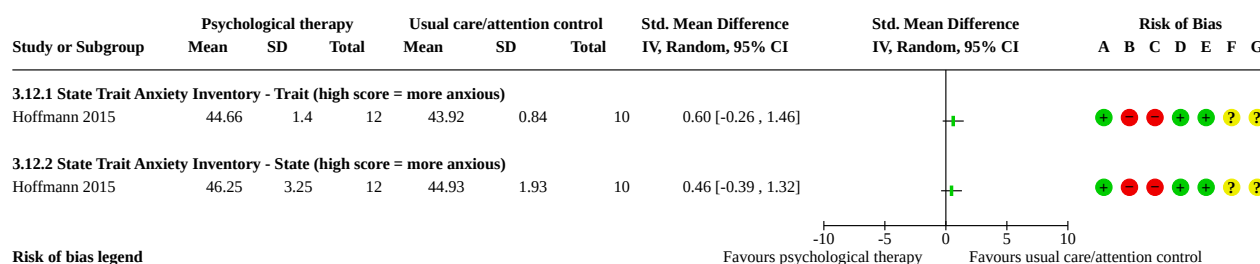 Psychological therapy Usual care/attention control Std. Mean Difference Std. Mean Difference Risk of Bias
Study or Subgroup Mean SD Total Mean SD Total IV, Random, 95% CI IV, Random, 95% CI A B C D E F G
3.12.1 State Trait Anxiety Inventory - Trait (high score = more anxious)
Hoffmann 2015 44.66 1.4 12 43.92 0.84 10 0.60 [-0.26 , 1.46] + − − + + ? ?
3.12.2 State Trait Anxiety Inventory - State (high score = more anxious)
Hoffmann 2015 46.25 3.25 12 44.93 1.93 10 0.46 [-0.39 , 1.32] + − − + + ? ?
-10 -5 0 5 10
Risk of bias legend Favours psychological therapy Favours usual care/attention control